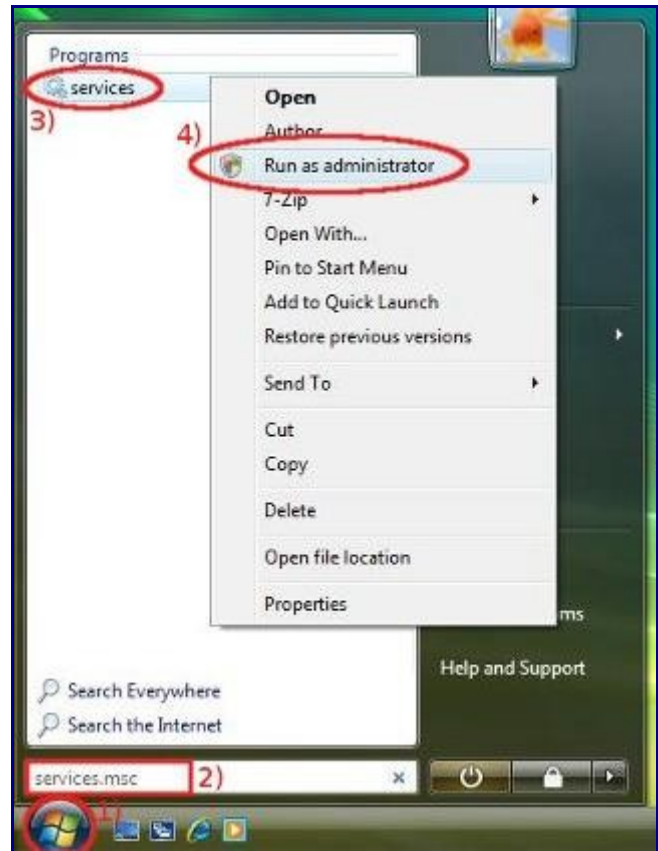 Programs
services
3)
4)
Open
Author
Run as administrator
7-Zip
Open With...
Pin to Start Menu
Add to Quick Launch
Restore previous versions
Send To
Cut
Copy
Delete
Open file location
Properties
ms
Help and Support
Search Everywhere
Search the Internet
services.msc
2)
1)